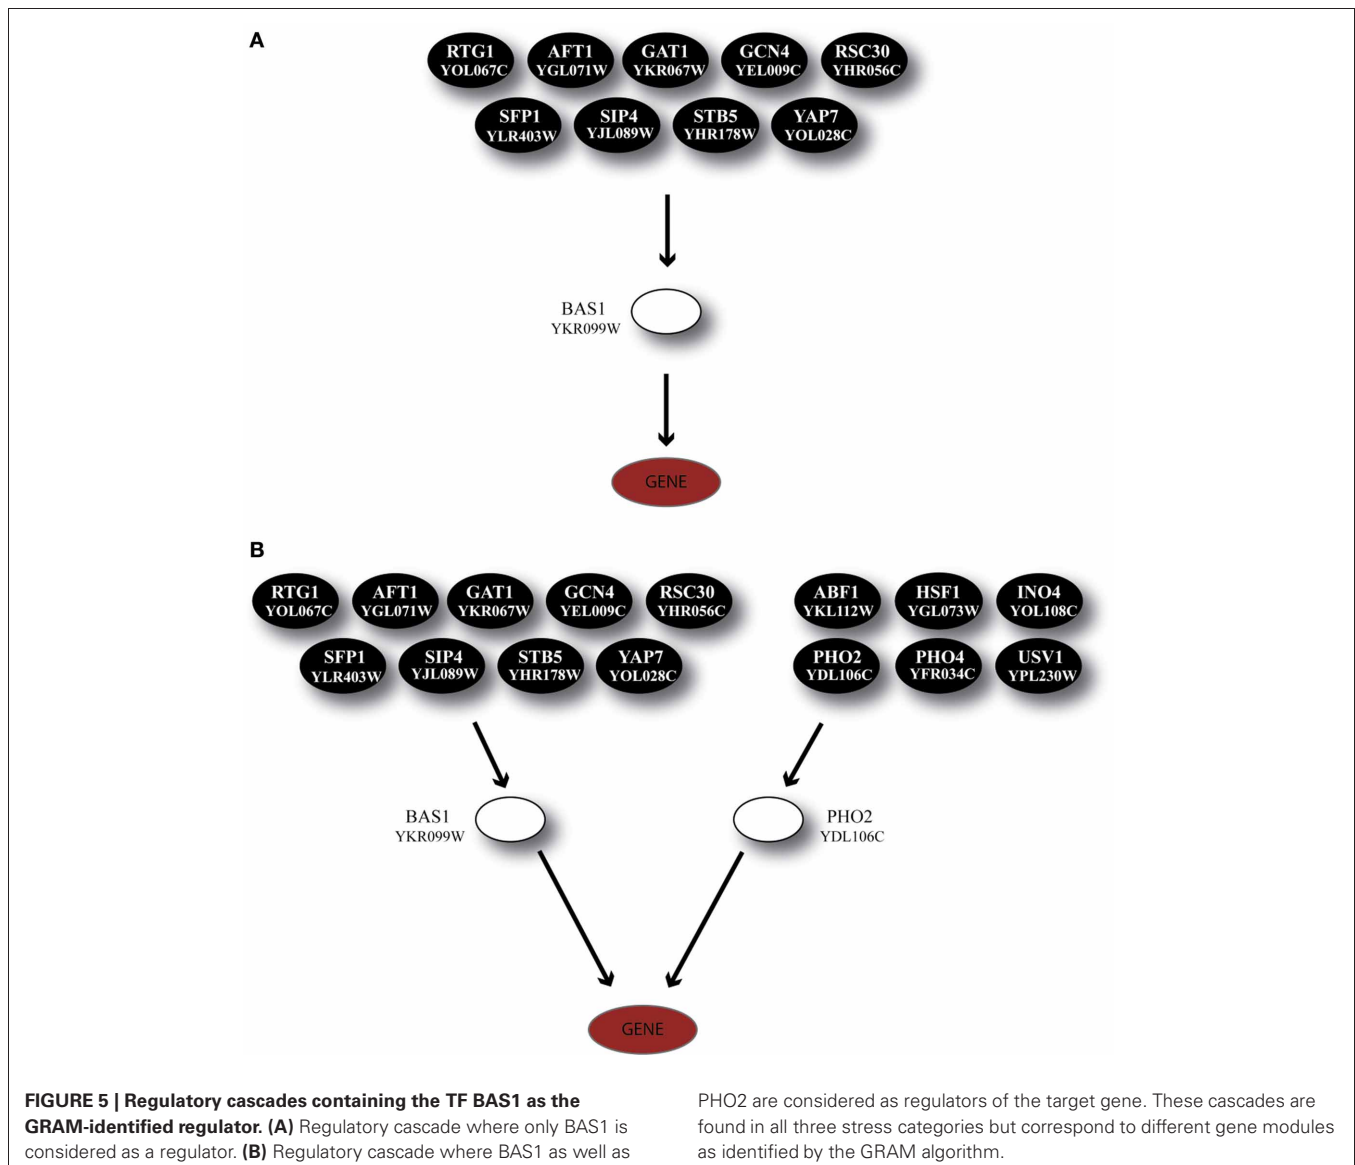 A
RTG1 AFT1 GAT1 GCN4 RSC30
YOL067C YGL071W YKR067W YEL009C YHR056C
SFP1 SIP4 STB5 YAP7
YLR403W YJL089W YHR178W YOL028C
BAS1
YKR099W
GENE
B
RTG1 AFT1 GAT1 GCN4 RSC30 ABF1 HSF1 INO4
YOL067C YGL071W YKR067W YEL009C YHR056C YKL112W YGL073W YOL108C
SFP1 SIP4 STB5 YAP7 PHO2 PHO4 USV1
YLR403W YJL089W YHR178W YOL028C YDL106C YFR034C YPL230W
BAS1 PHO2
YKR099W YDL106C
GENE
FIGURE 5 | Regulatory cascades containing the TF BAS1 as the
GRAM-identified regulator. (A) Regulatory cascade where only BAS1 is
considered as a regulator. (B) Regulatory cascade where BAS1 as well as
PHO2 are considered as regulators of the target gene. These cascades are
found in all three stress categories but correspond to different gene modules
as identified by the GRAM algorithm.